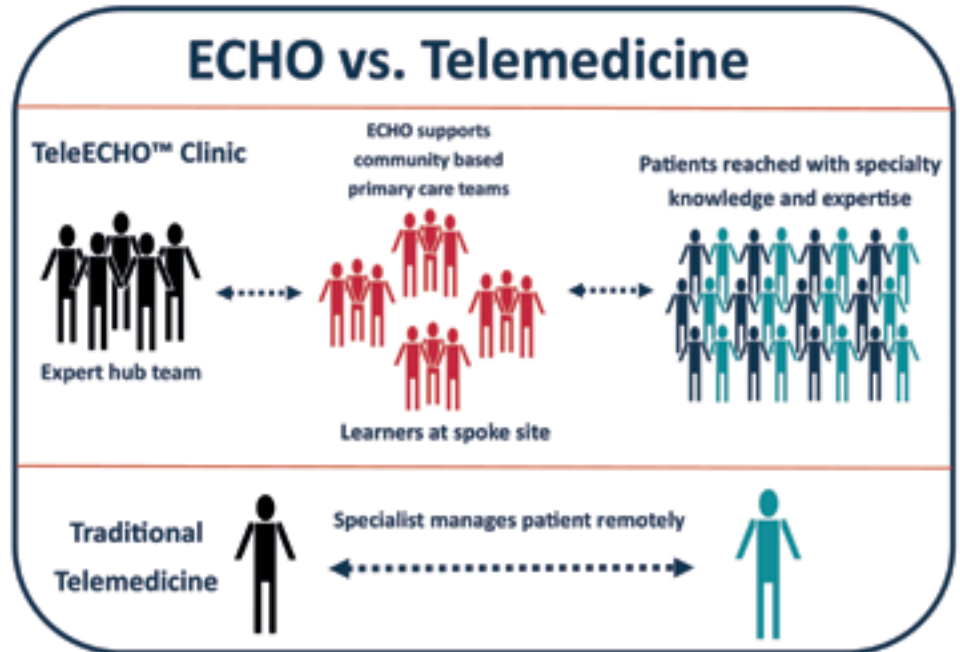 ECHO vs. Telemedicine
TeleECHO™ Clinic
ECHO supports
community based
primary care teams
Patients reached with specialty
knowledge and expertise
Expert hub team
Learners at spoke site
Traditional
Telemedicine
Specialist manages patient remotely